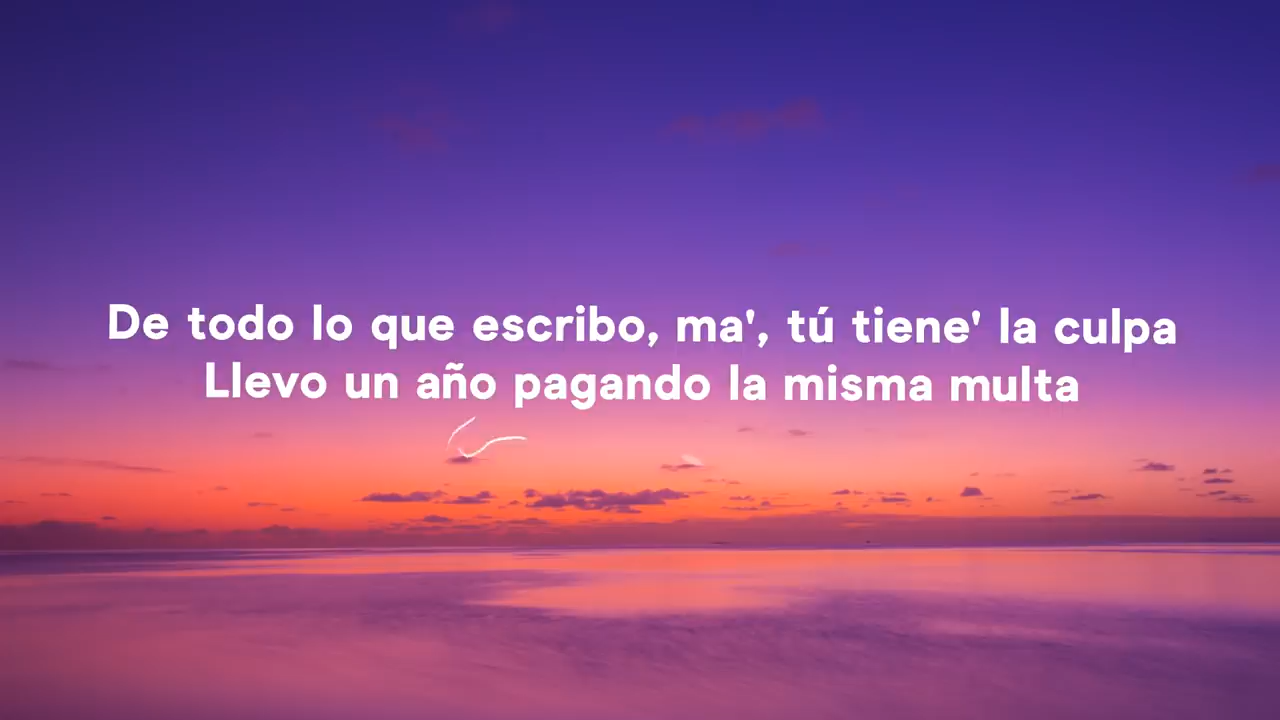 De todo lo que escribo, ma', tú tiene' la culpa
Llevo un año pagando la misma multa